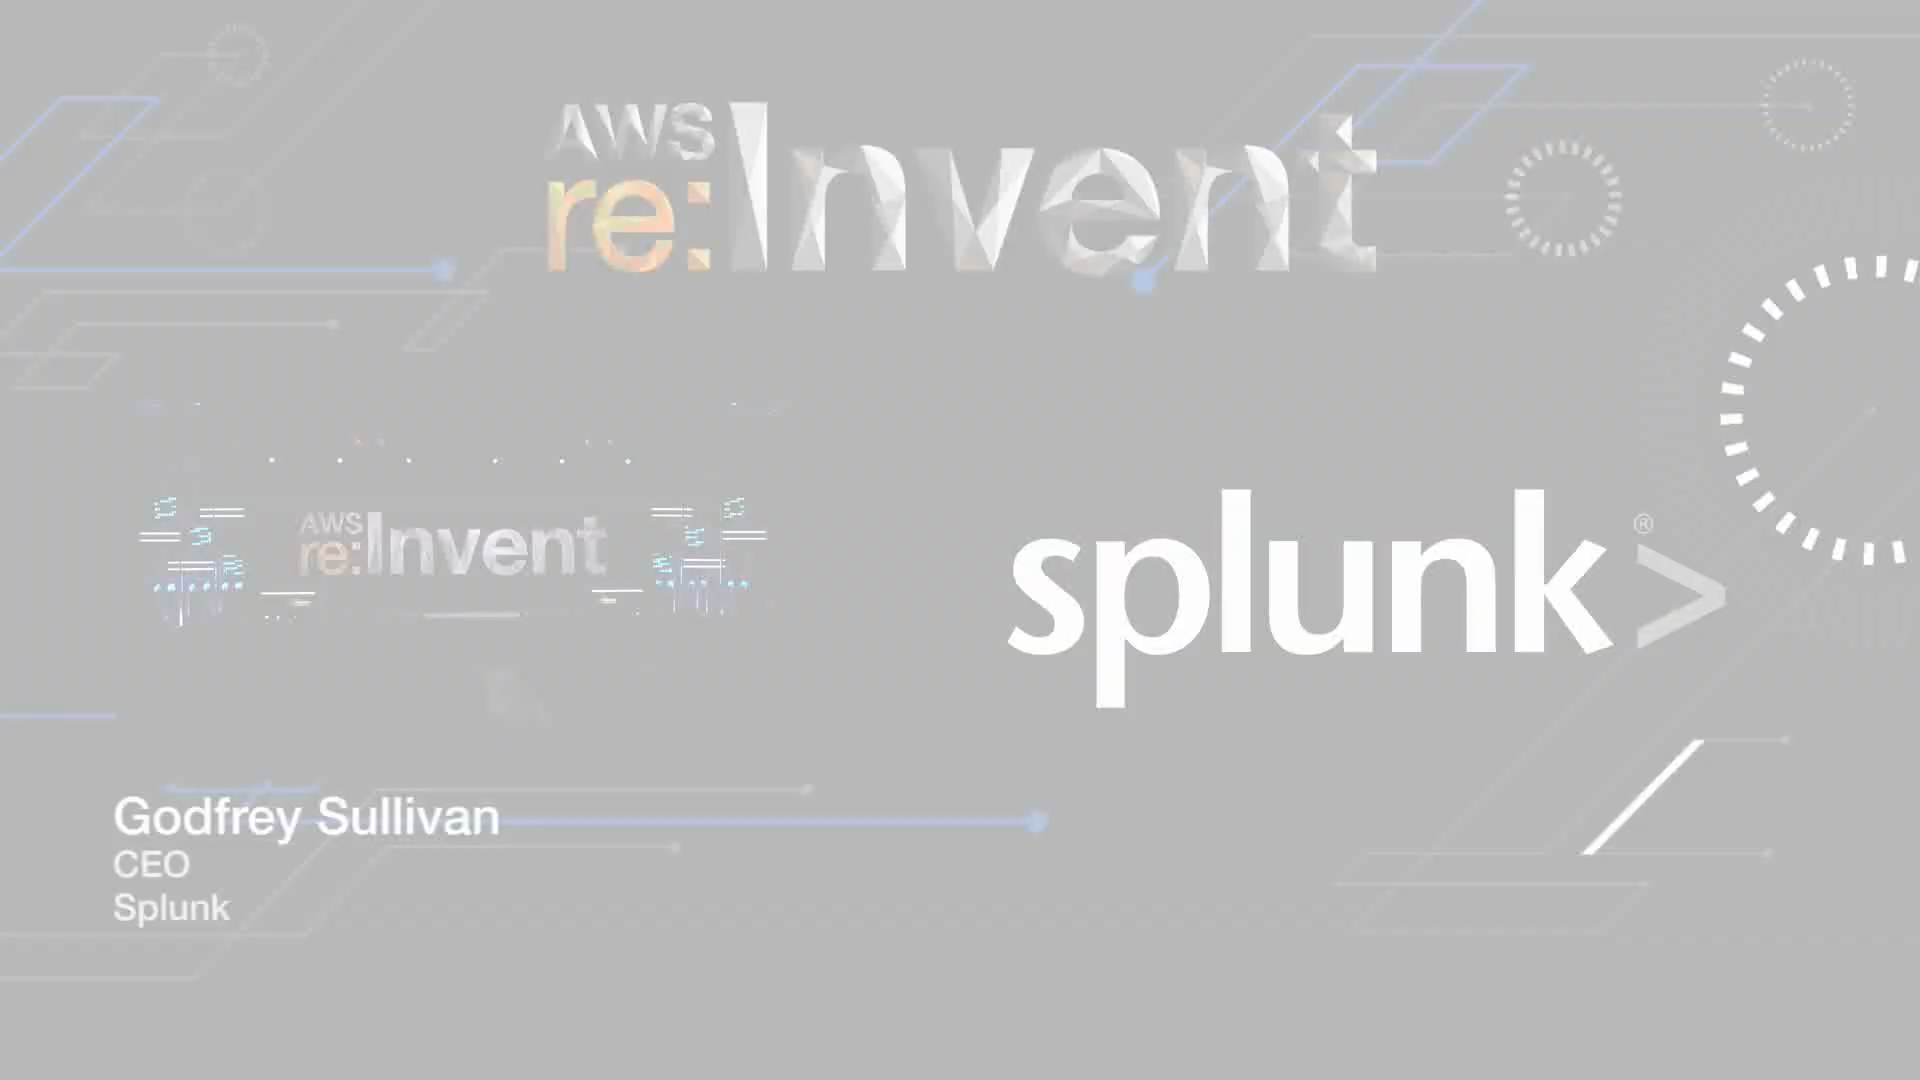 AWS
re:Invent
AWS
re:Invent
splunk>®
Godfrey Sullivan
CEO
Splunk